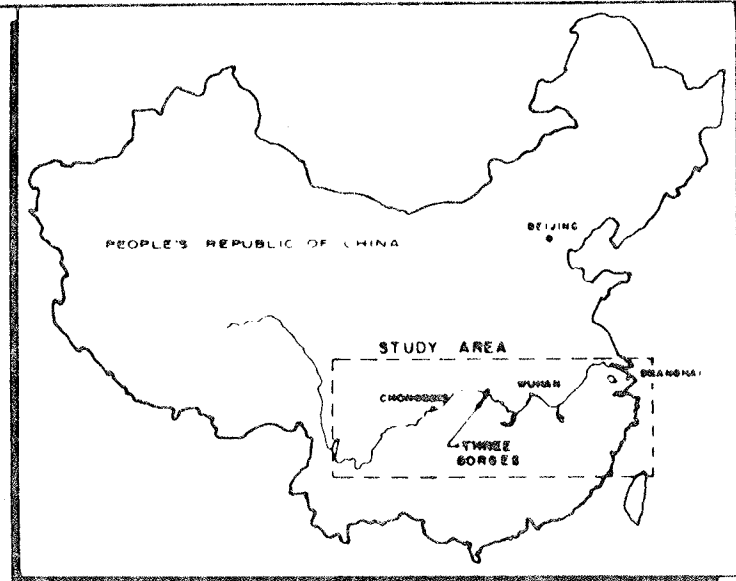 BEIJING
PEOPLE'S REPUBLIC OF CHINA
STUDY AREA
SHANGHAI
WUHAN
CHONGQING
THREE
GORGES